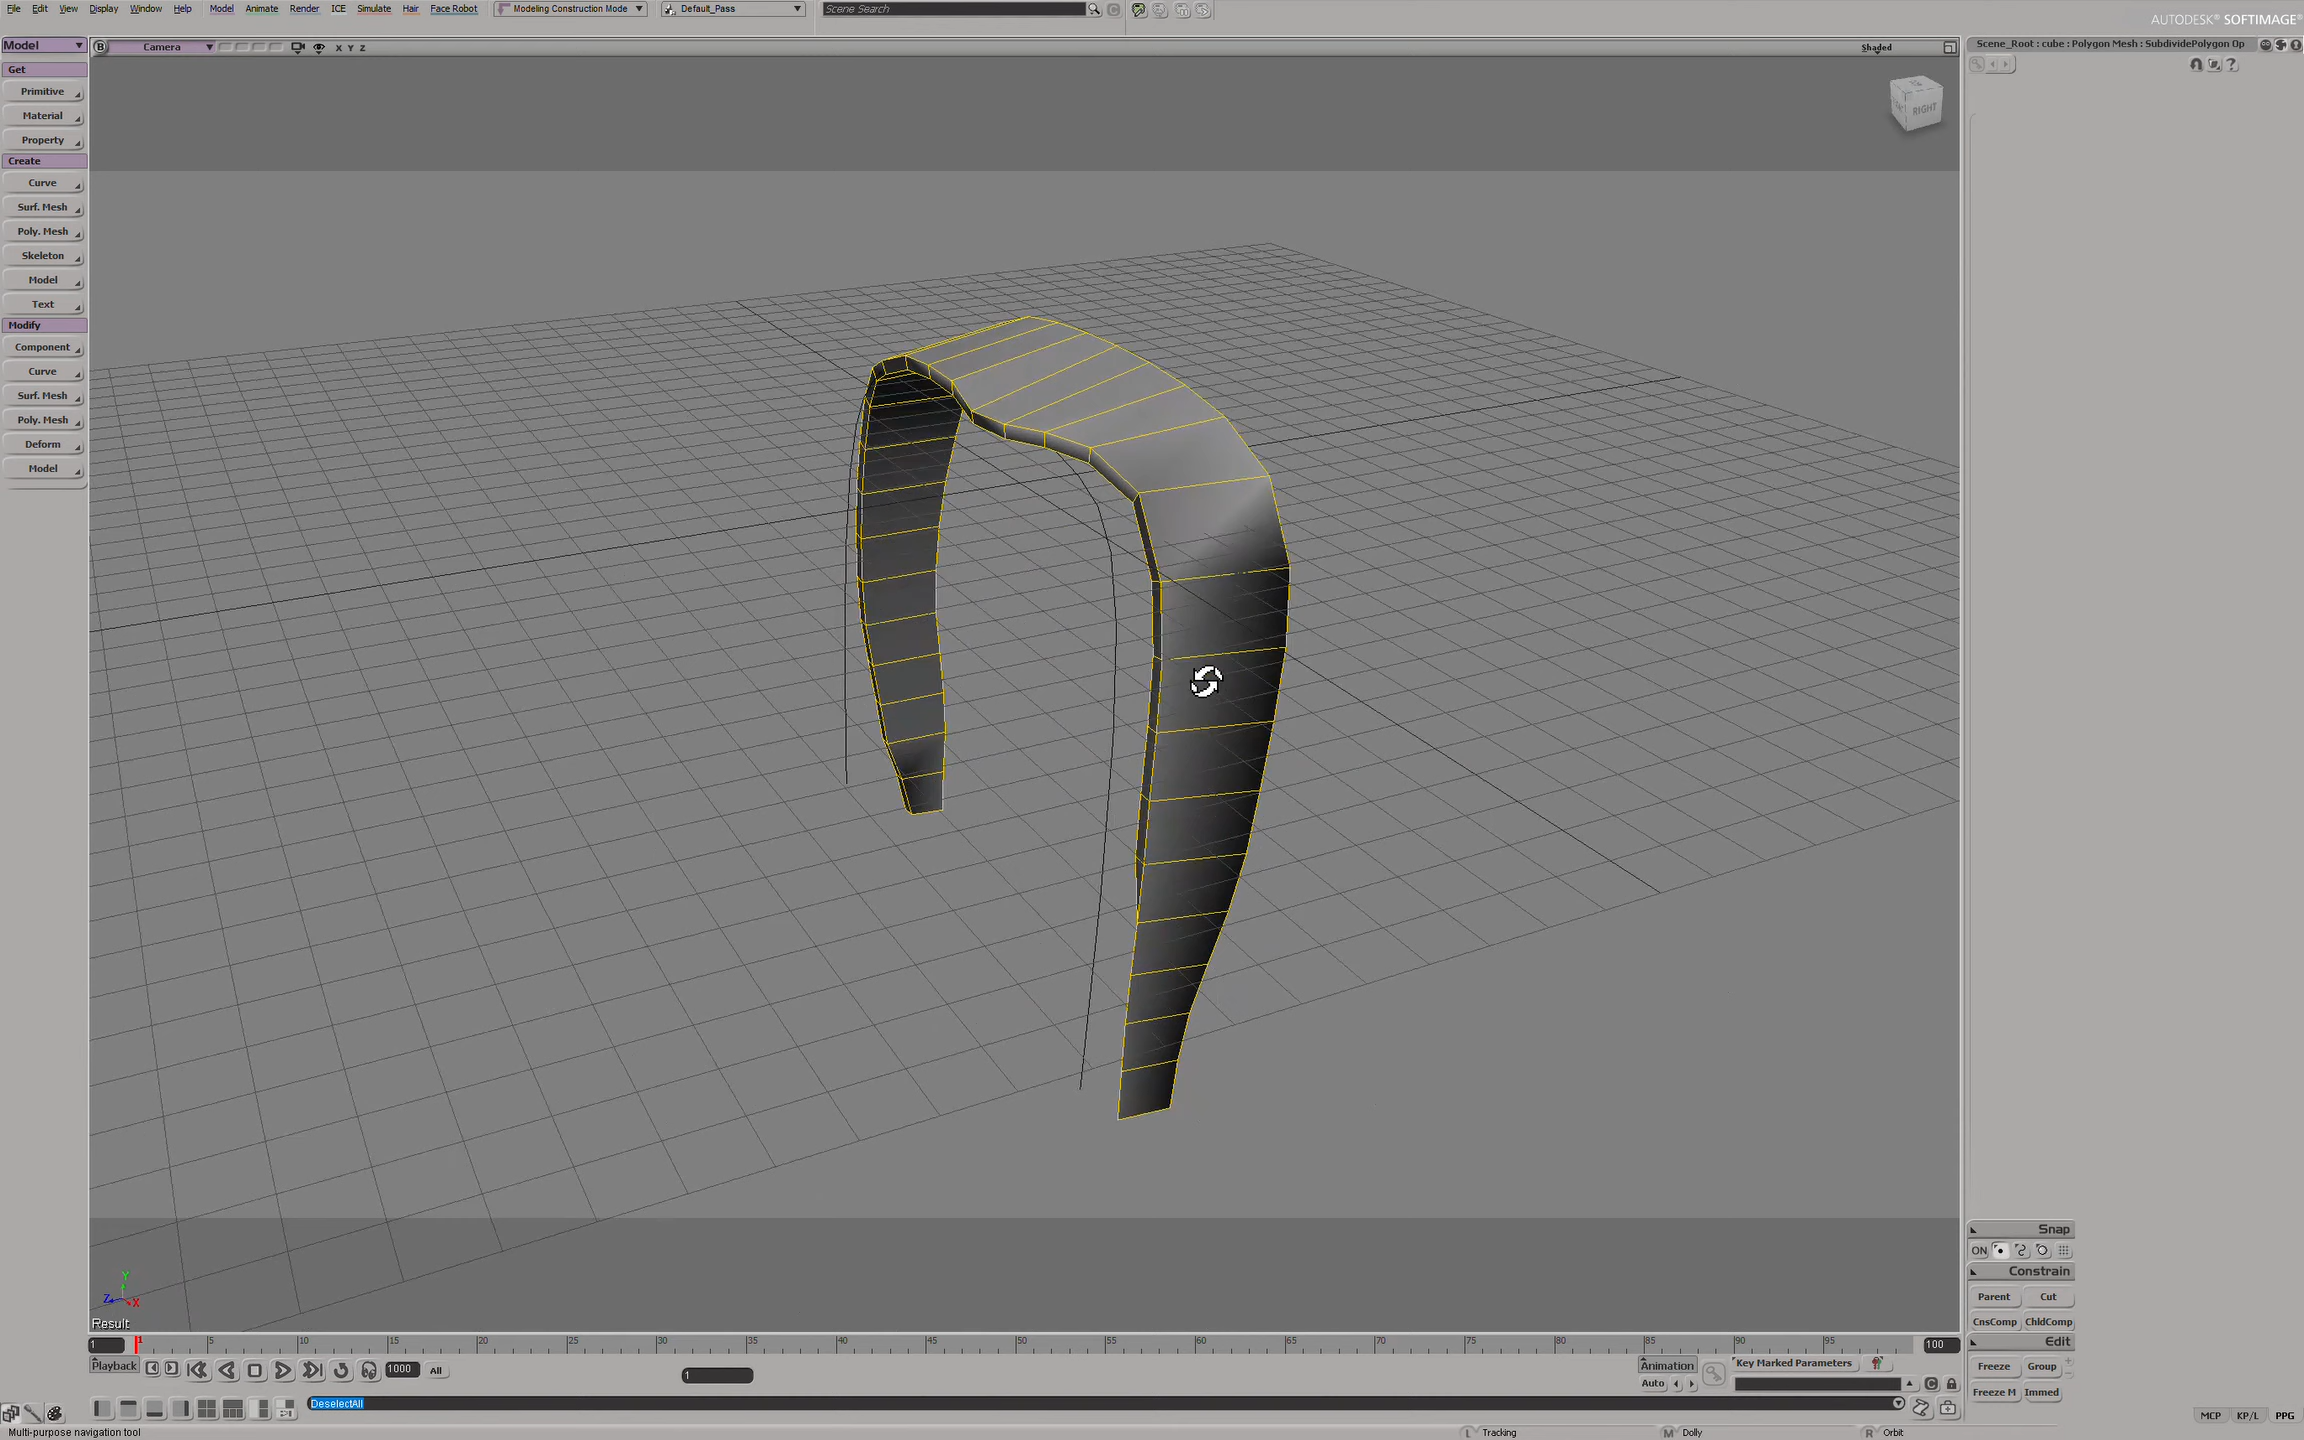 File Edit View Display Window Help Model Animate Render ICE Simulate Hair Face Robot Modeling Construction Mode Default_Pass Scene Search
AUTODESK® SOFTIMAGE®
Model
B Camera X Y Z Shaded
Scene_Root : cube : Polygon Mesh : SubdividePolygon Op
Get
Primitive
Material
Property
Create
Curve
Surf. Mesh
Poly. Mesh
Skeleton
Model
Text
Modify
Component
Curve
Surf. Mesh
Poly. Mesh
Deform
Model
RIGHT
Y
Z X
Result
Snap
ON
Constrain
Parent Cut
CnsComp ChldComp
Edit
Freeze Group
Freeze M Immed
MCP KP/L PPG
1 1 5 10 15 20 25 30 35 40 45 50 55 60 65 70 75 80 85 90 95 100
Playback 1000 All 1 Animation Key Marked Parameters
Auto
DeselectAll
Multi-purpose navigation tool L Tracking M Dolly R Orbit